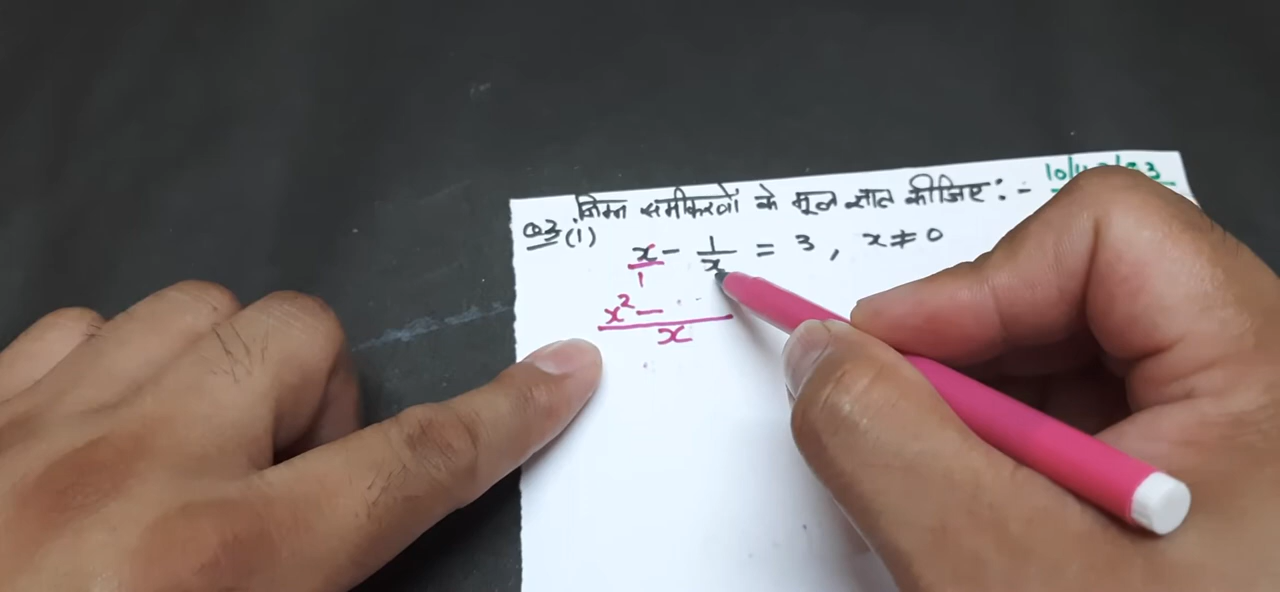 निम्न समीकरणों के मूल ज्ञात कीजिए :-
Q3 (i) x/1 - 1/x = 3, x ≠ 0
x² - / x